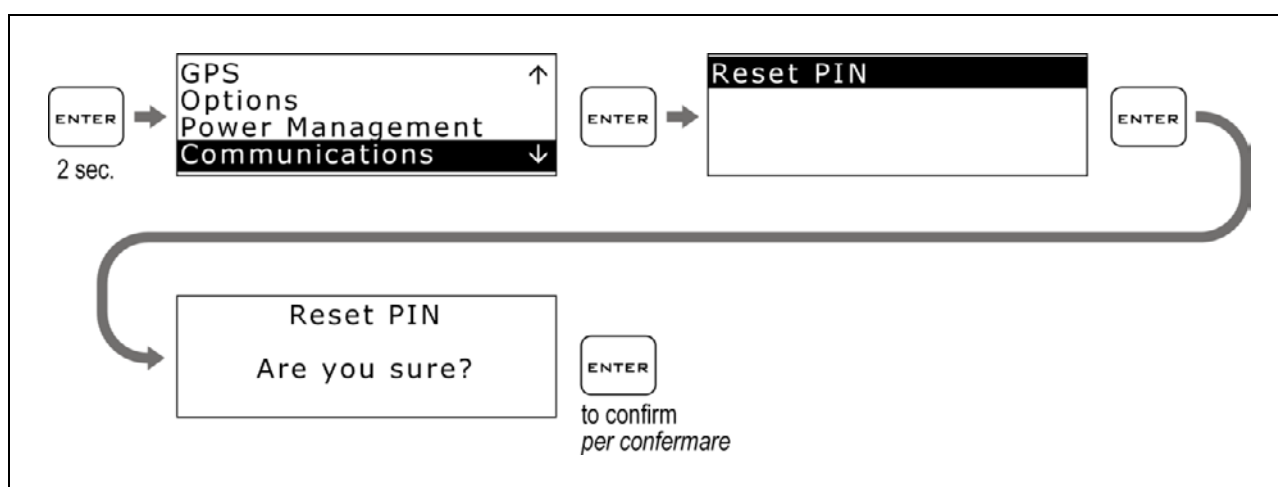 ENTER
2 sec.
GPS ↑
Options
Power Management
Communications ↓
ENTER
Reset PIN
ENTER
Reset PIN
Are you sure?
ENTER
to confirm
per confermare